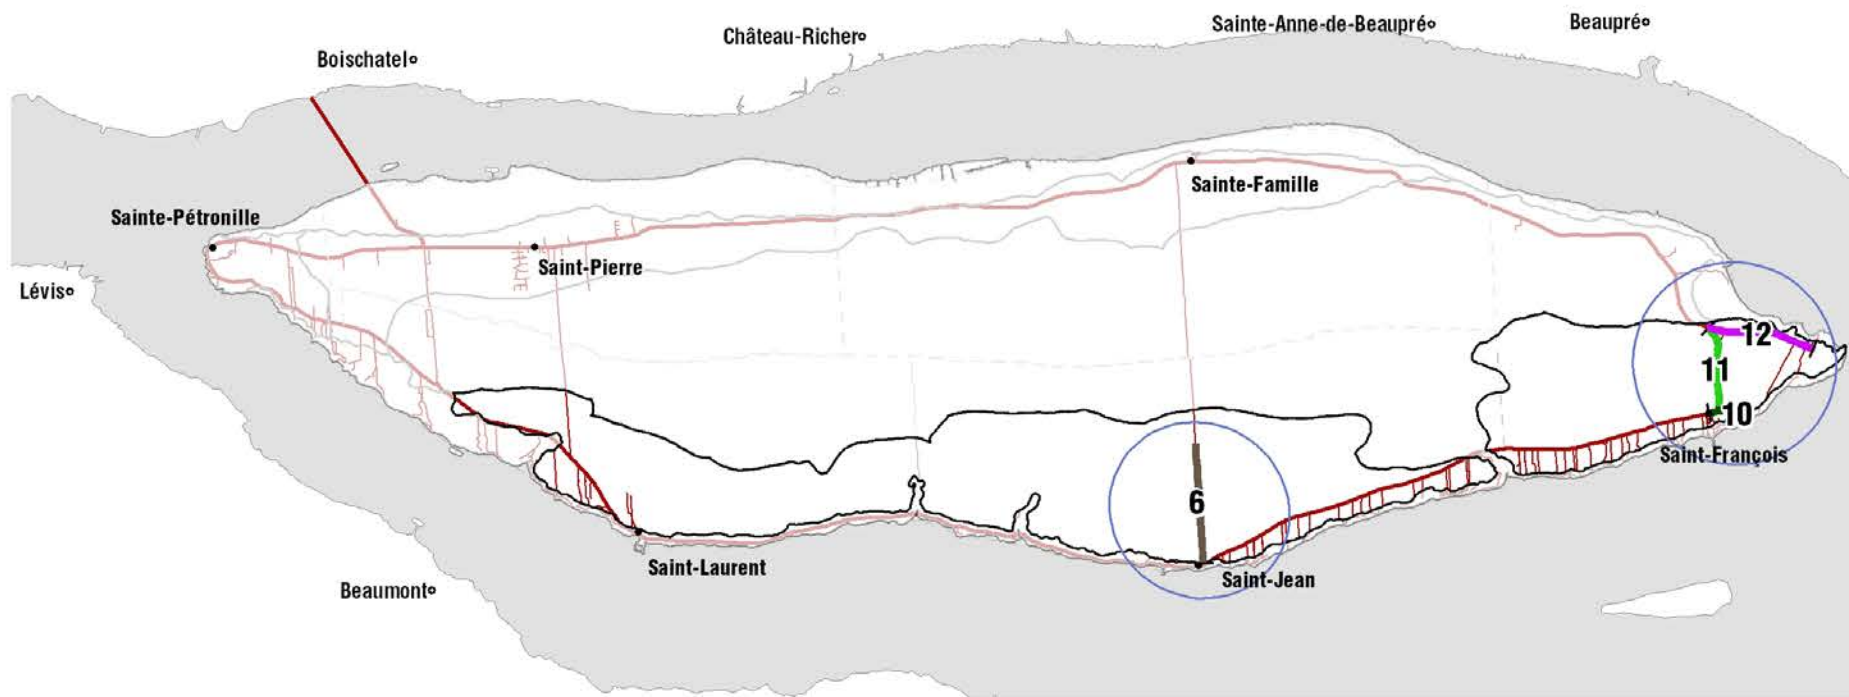 Sainte-Anne-de-Beaupré
Beaupré
Château-Richer
Boischatel
Sainte-Famille
Sainte-Pétronille
Saint-Pierre
Lévis
12
11
10
Saint-François
6
Saint-Laurent
Saint-Jean
Beaumont